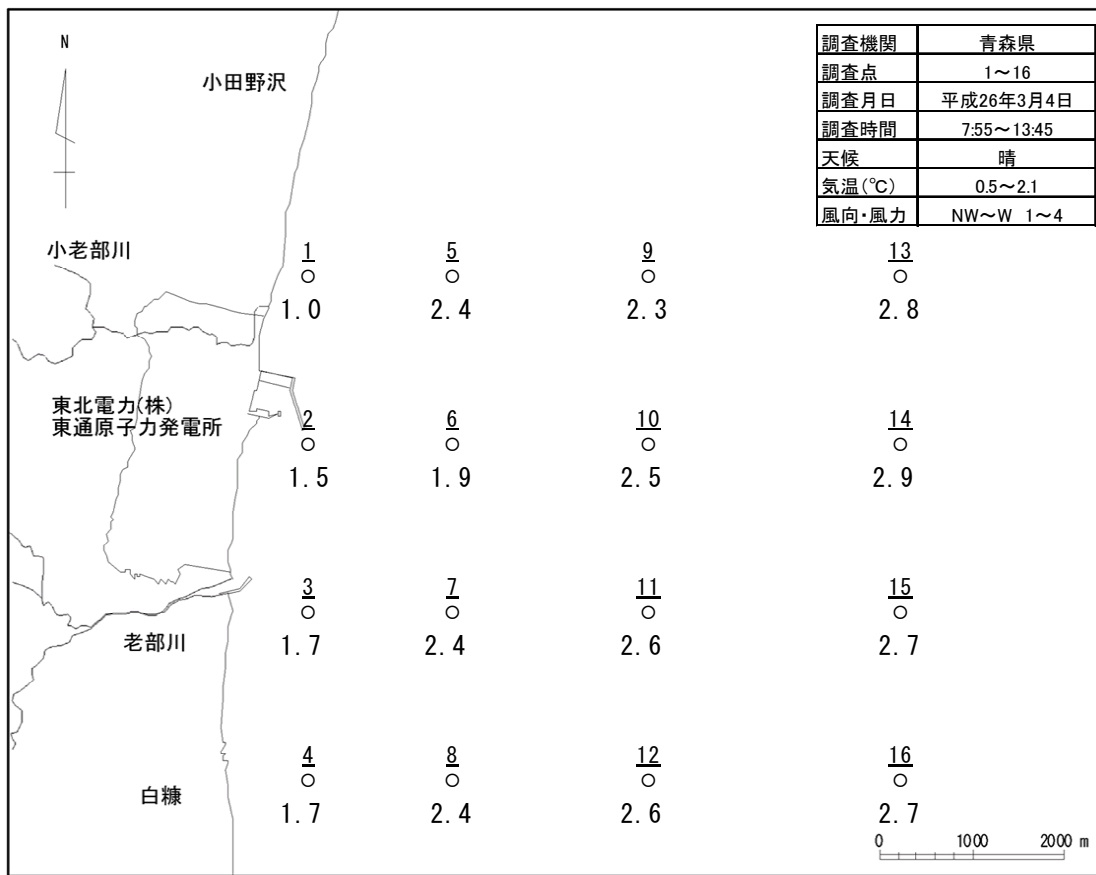 N
小田野沢
調査機関 青森県
調査点 1～16
調査月日 平成26年3月4日
調査時間 7:55～13:45
天候 晴
気温(℃) 0.5～2.1
風向・風力 NW～W 1～4
小老部川
1 5 9 13
1.0 2.4 2.3 2.8
東北電力(株)
東通原子力発電所
2 6 10 14
1.5 1.9 2.5 2.9
3 7 11 15
1.7 2.4 2.6 2.7
老部川
4 8 12 16
1.7 2.4 2.6 2.7
白糠
0 1000 2000 m